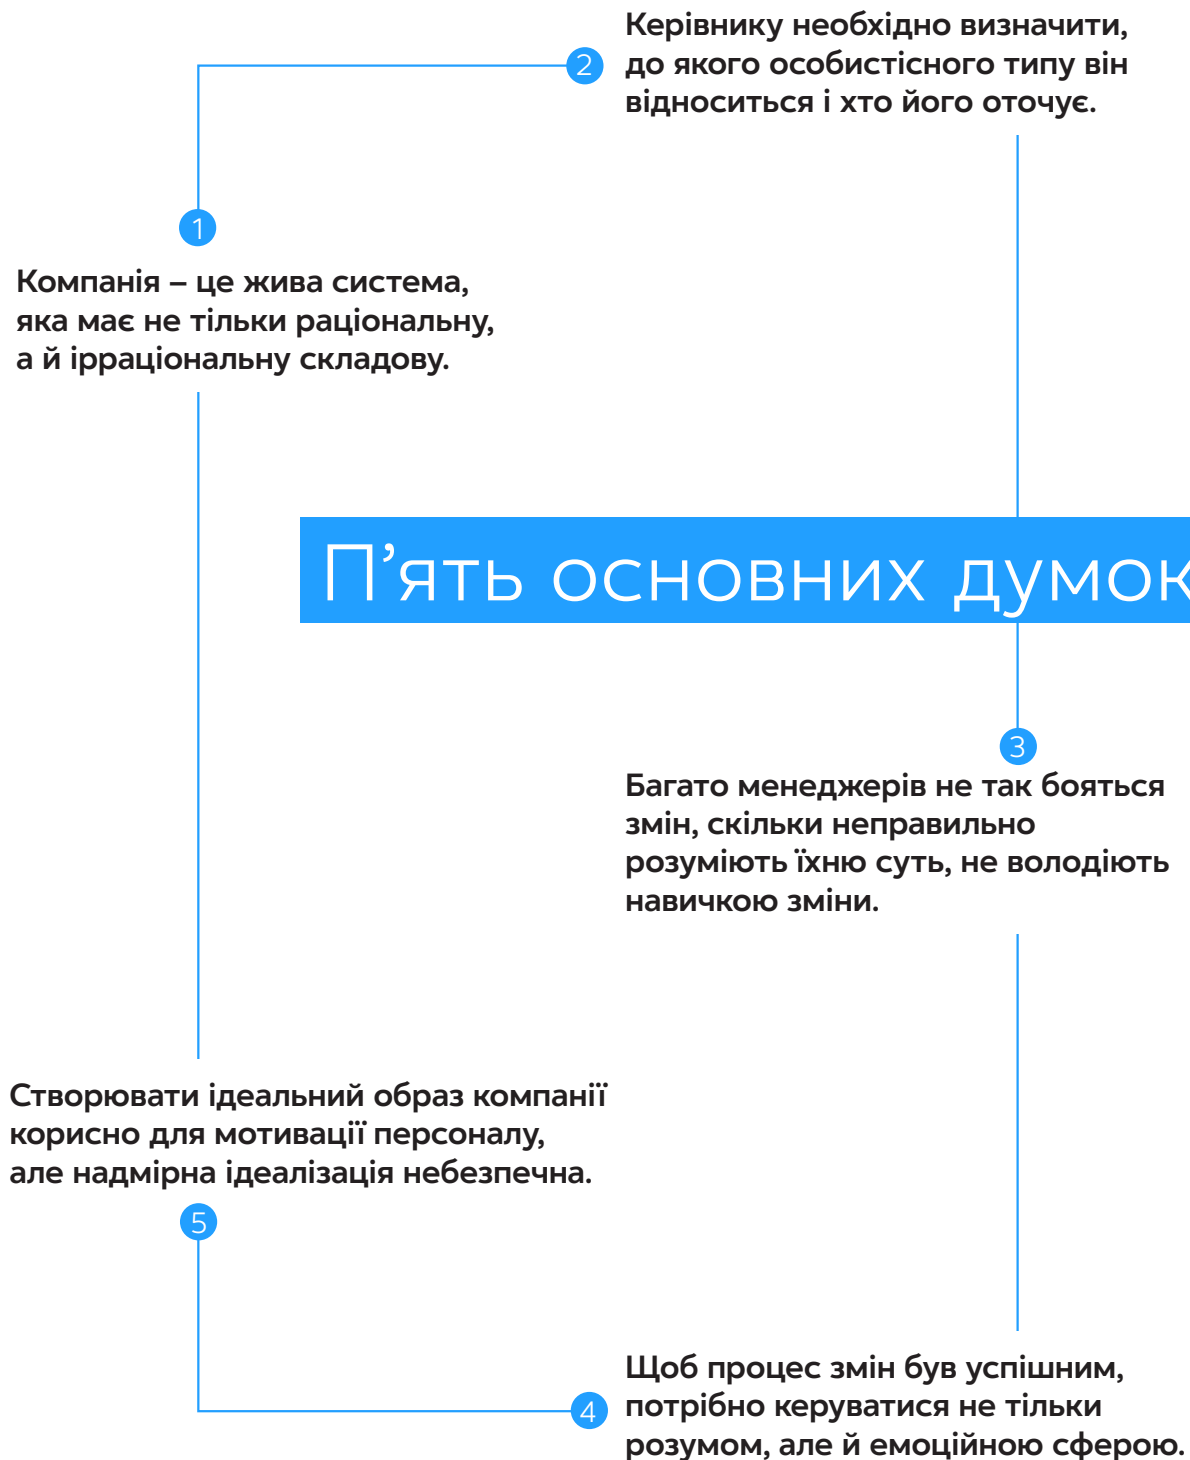 2
Керівнику необхідно визначити,
до якого особистісного типу він
відноситься і хто його оточує.
1
Компанія – це жива система,
яка має не тільки раціональну,
а й ірраціональну складову.
П’ять основних думок
3
Багато менеджерів не так бояться
змін, скільки неправильно
розуміють їхню суть, не володіють
навичкою зміни.
Створювати ідеальний образ компанії
корисно для мотивації персоналу,
але надмірна ідеалізація небезпечна.
5
4
Щоб процес змін був успішним,
потрібно керуватися не тільки
розумом, але й емоційною сферою.